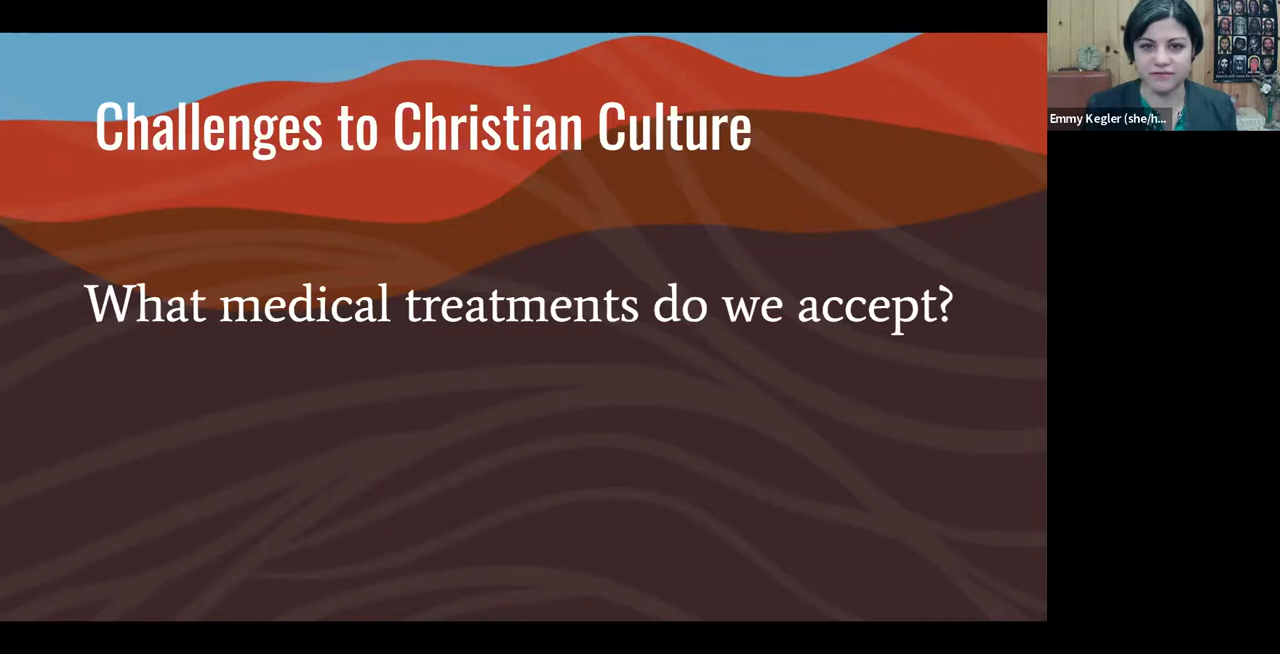 Challenges to Christian Culture
What medical treatments do we accept?
Emmy Kegler (she/h...